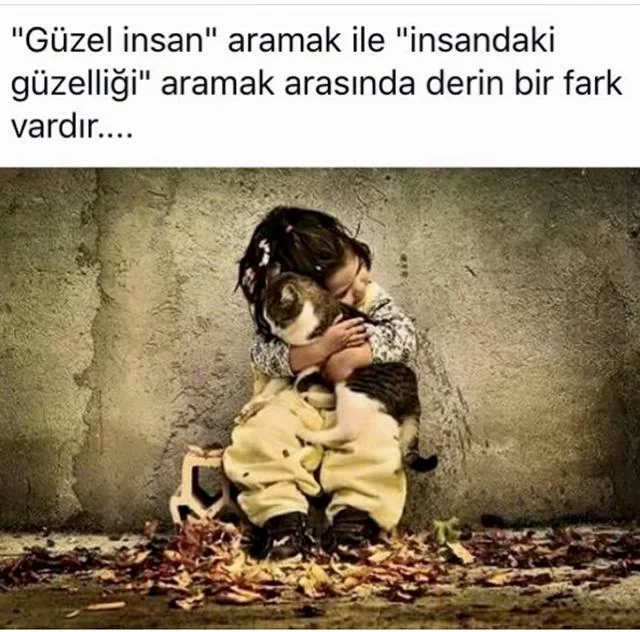 "Güzel insan" aramak ile "insandaki
güzelliği" aramak arasında derin bir fark
vardır....